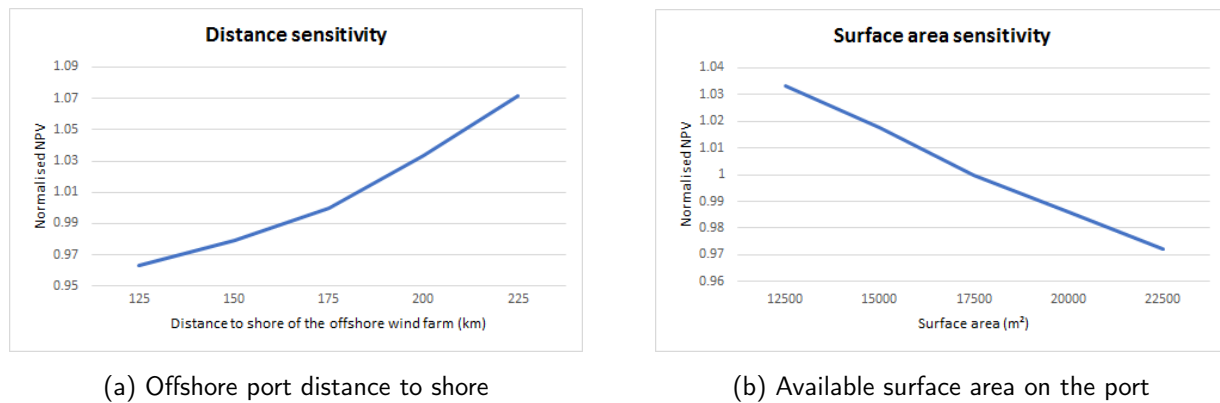 Distance sensitivity
1.09
1.07
1.05
1.03
1.01
0.99
0.97
0.95
Normalised NPV
125 150 175 200 225
Distance to shore of the offshore wind farm (km)
(a) Offshore port distance to shore
Surface area sensitivity
1.04
1.03
1.02
1.01
1
0.99
0.98
0.97
0.96
Normalised NPV
12500 15000 17500 20000 22500
Surface area (m²)
(b) Available surface area on the port